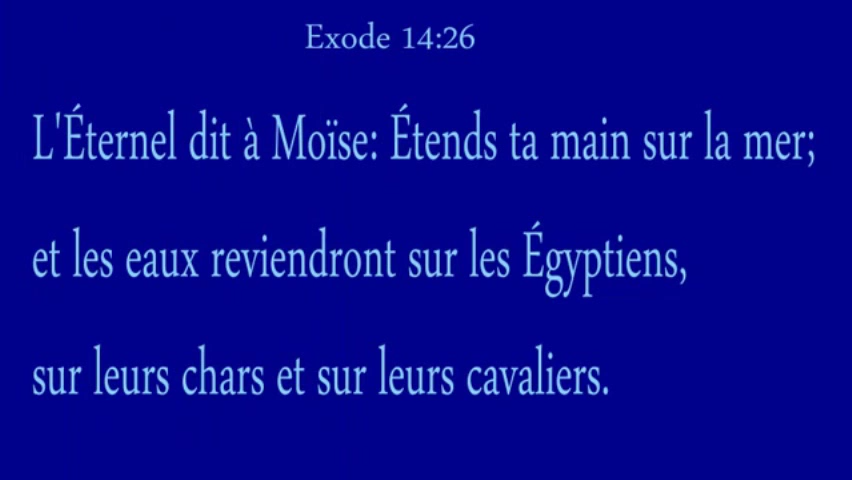 Exode 14:26
L'Éternel dit à Moïse: Étends ta main sur la mer;
et les eaux reviendront sur les Égyptiens,
sur leurs chars et sur leurs cavaliers.